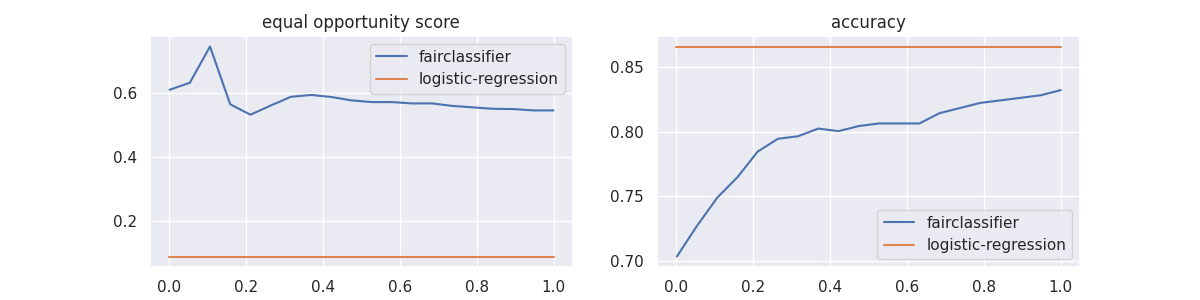 equal opportunity score
0.6
0.4
0.2
0.0 0.2 0.4 0.6 0.8 1.0
fairclassifier
logistic-regression
accuracy
0.85
0.80
0.75
0.70
0.0 0.2 0.4 0.6 0.8 1.0
fairclassifier
logistic-regression